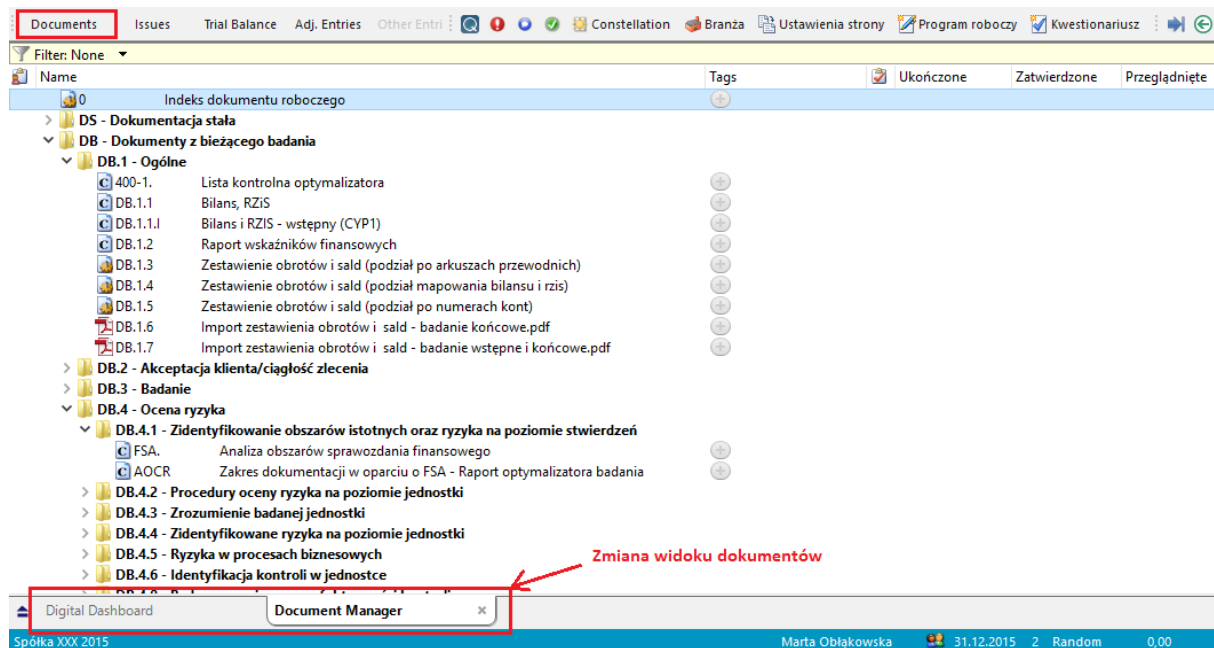 Documents Issues Trial Balance Adj. Entries Other Entri Constellation Branża Ustawienia strony Program roboczy Kwestionariusz
Filter: None
Name Tags Ukończone Zatwierdzone Przeglądnięte
0 Indeks dokumentu roboczego
DS - Dokumentacja stała
DB - Dokumenty z bieżącego badania
DB.1 - Ogólne
400-1. Lista kontrolna optymalizatora
DB.1.1 Bilans, RZiS
DB.1.1.I Bilans i RZIS - wstępny (CYP1)
DB.1.2 Raport wskaźników finansowych
DB.1.3 Zestawienie obrotów i sald (podział po arkuszach przewodnich)
DB.1.4 Zestawienie obrotów i sald (podział mapowania bilansu i rzis)
DB.1.5 Zestawienie obrotów i sald (podział po numerach kont)
DB.1.6 Import zestawienia obrotów i sald - badanie końcowe.pdf
DB.1.7 Import zestawienia obrotów i sald - badanie wstępne i końcowe.pdf
DB.2 - Akceptacja klienta/ciągłość zlecenia
DB.3 - Badanie
DB.4 - Ocena ryzyka
DB.4.1 - Zidentyfikowanie obszarów istotnych oraz ryzyka na poziomie stwierdzeń
FSA. Analiza obszarów sprawozdania finansowego
AOCR Zakres dokumentacji w oparciu o FSA - Raport optymalizatora badania
DB.4.2 - Procedury oceny ryzyka na poziomie jednostki
DB.4.3 - Zrozumienie badanej jednostki
DB.4.4 - Zidentyfikowane ryzyka na poziomie jednostki
DB.4.5 - Ryzyka w procesach biznesowych
Zmiana widoku dokumentów
DB.4.6 - Identyfikacja kontroli w jednostce
Digital Dashboard Document Manager
Spółka XXX 2015 Marta Obłąkowska 31.12.2015 2 Random 0,00